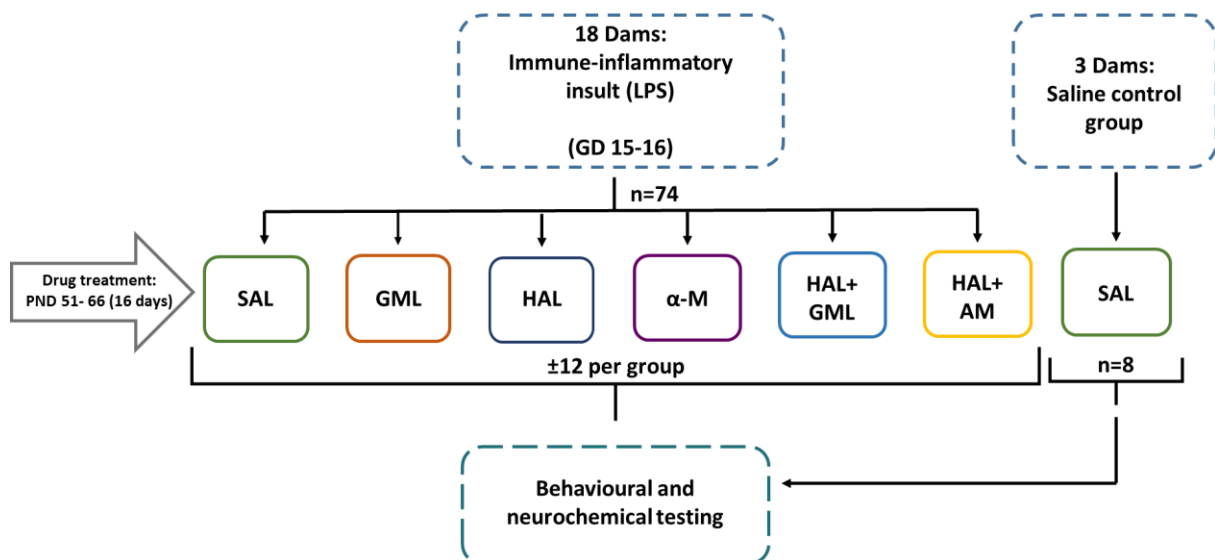 18 Dams:
Immune-inflammatory
insult (LPS)
(GD 15-16)
3 Dams:
Saline control
group
n=74
Drug treatment:
PND 51- 66 (16 days)
SAL
GML
HAL
α-M
HAL+
GML
HAL+
AM
SAL
±12 per group
n=8
Behavioural and
neurochemical testing